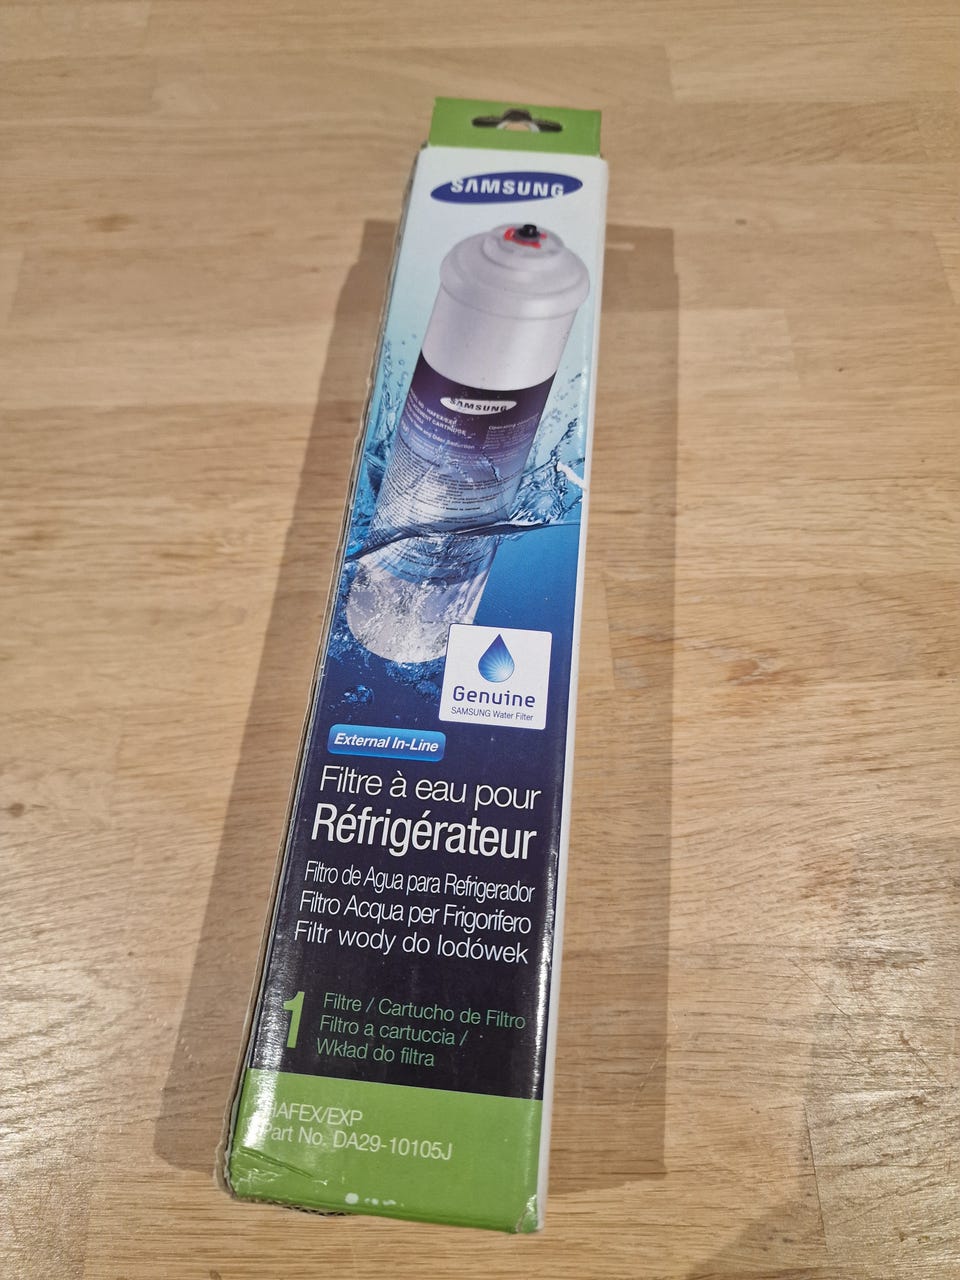 SAMSUNG
SAMSUNG
Genuine
SAMSUNG Water Filter
External In-Line
Filtre à eau pour
Réfrigérateur
Filtro de Agua para Refrigerador
Filtro Acqua per Frigorifero
Filtr wody do lodówek
1
Filtre / Cartucho de Filtro
Filtro a cartuccia /
Wkład do filtra
HAFEX/EXP
Part No. DA29-10105J